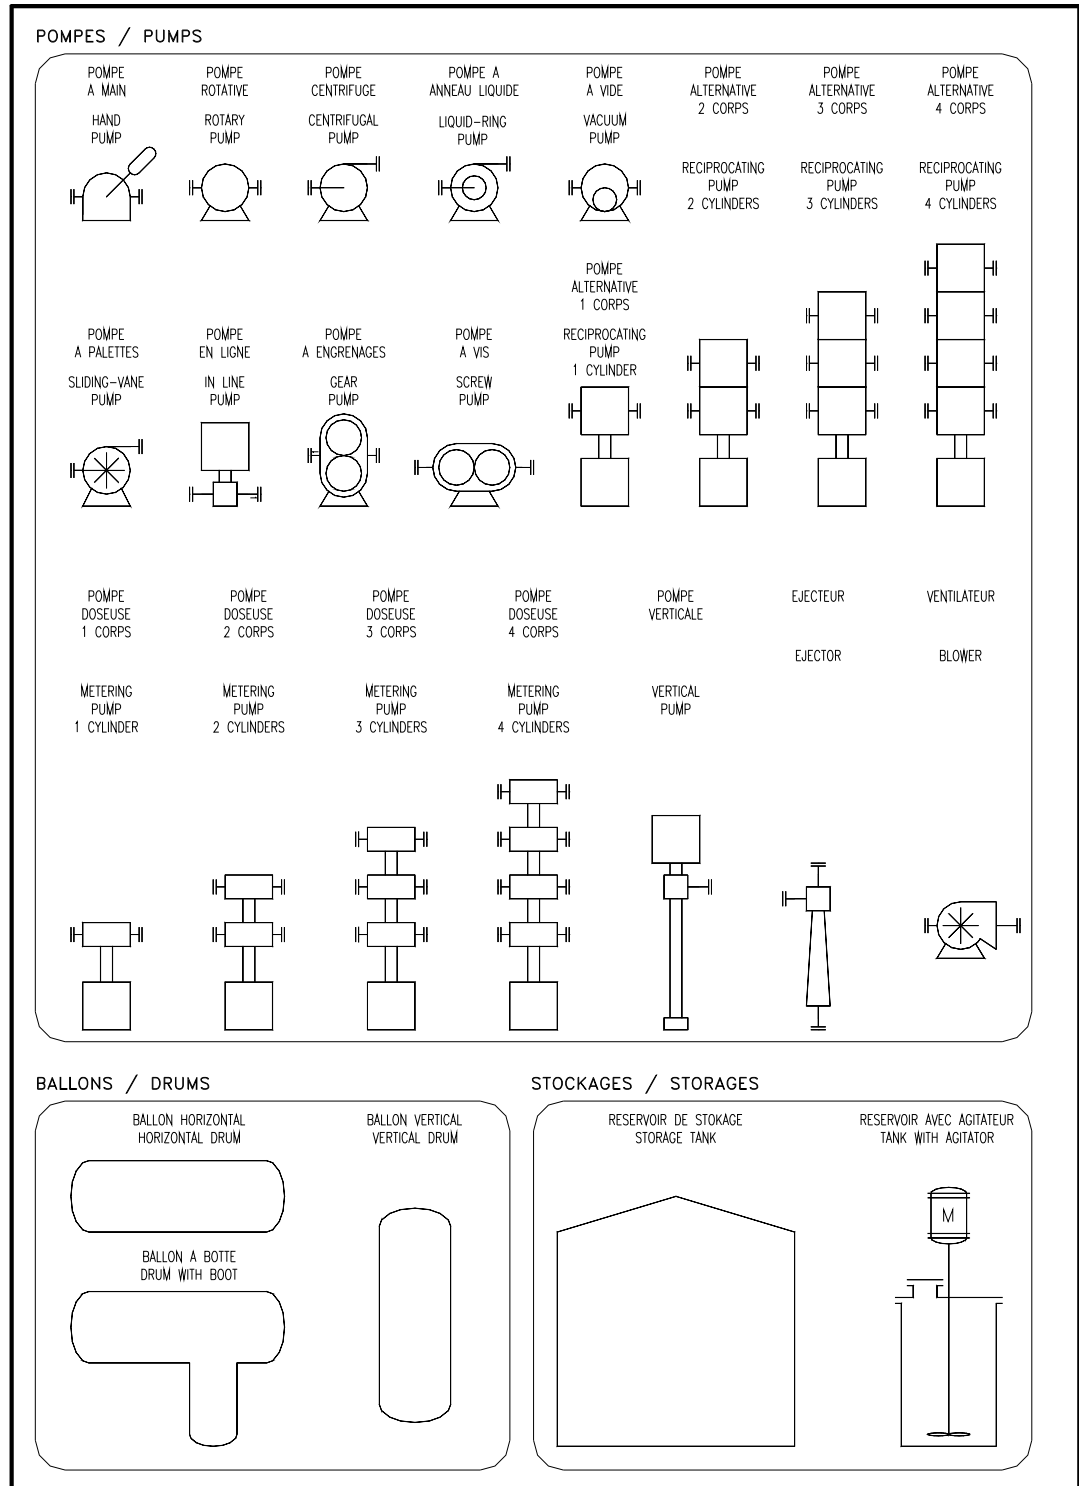 POMPES / PUMPS
POMPE
A MAIN
HAND
PUMP
POMPE
ROTATIVE
ROTARY
PUMP
POMPE
CENTRIFUGE
CENTRIFUGAL
PUMP
POMPE A
ANNEAU LIQUIDE
LIQUID-RING
PUMP
POMPE
A VIDE
VACUUM
PUMP
POMPE
ALTERNATIVE
2 CORPS
RECIPROCATING
PUMP
2 CYLINDERS
POMPE
ALTERNATIVE
3 CORPS
RECIPROCATING
PUMP
3 CYLINDERS
POMPE
ALTERNATIVE
4 CORPS
RECIPROCATING
PUMP
4 CYLINDERS
POMPE
A PALETTES
SLIDING-VANE
PUMP
POMPE
EN LIGNE
IN LINE
PUMP
POMPE
A ENGRENAGES
GEAR
PUMP
POMPE
A VIS
SCREW
PUMP
POMPE
ALTERNATIVE
1 CORPS
RECIPROCATING
PUMP
1 CYLINDER
POMPE
DOSEUSE
1 CORPS
METERING
PUMP
1 CYLINDER
POMPE
DOSEUSE
2 CORPS
METERING
PUMP
2 CYLINDERS
POMPE
DOSEUSE
3 CORPS
METERING
PUMP
3 CYLINDERS
POMPE
DOSEUSE
4 CORPS
METERING
PUMP
4 CYLINDERS
POMPE
VERTICALE
VERTICAL
PUMP
EJECTEUR
EJECTOR
VENTILATEUR
BLOWER
BALLONS / DRUMS
BALLON HORIZONTAL
HORIZONTAL DRUM
BALLON VERTICAL
VERTICAL DRUM
BALLON A BOTTE
DRUM WITH BOOT
STOCKAGES / STORAGES
RESERVOIR DE STOKAGE
STORAGE TANK
RESERVOIR AVEC AGITATEUR
TANK WITH AGITATOR
M